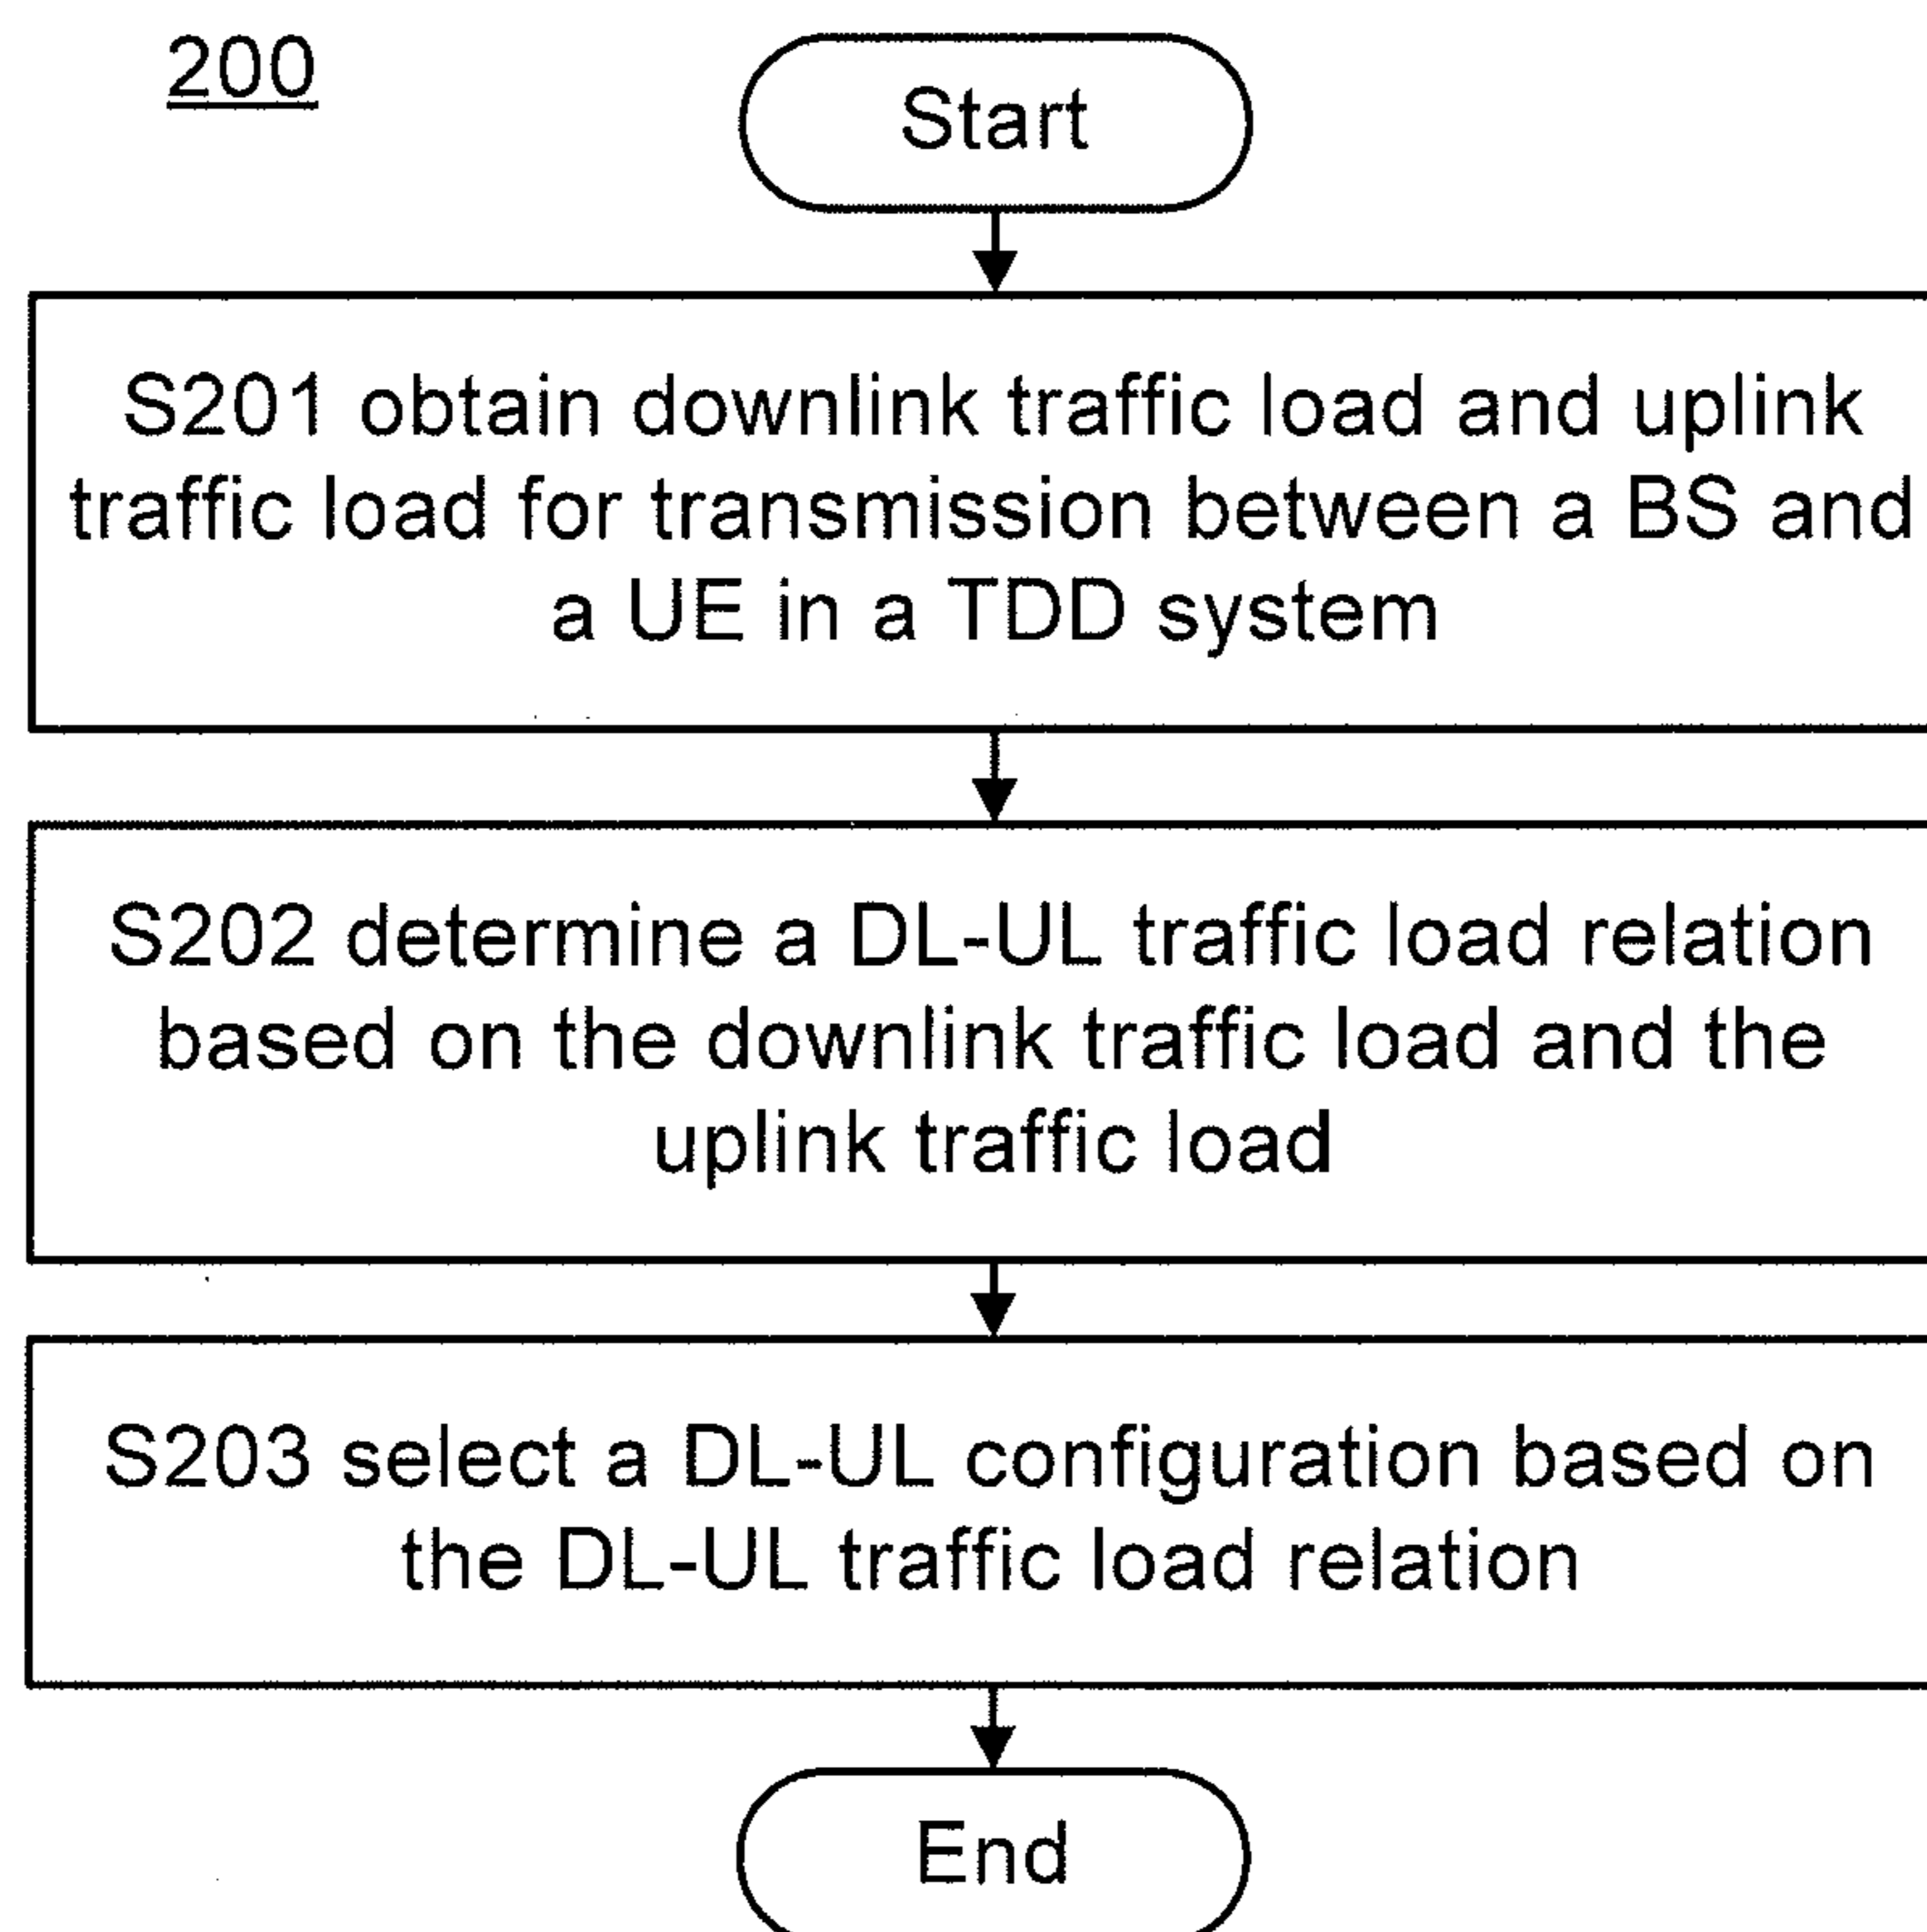 200
Start
S201 obtain downlink traffic load and uplink
traffic load for transmission between a BS and
a UE in a TDD system
S202 determine a DL-UL traffic load relation
based on the downlink traffic load and the
uplink traffic load
S203 select a DL-UL configuration based on
the DL-UL traffic load relation
End